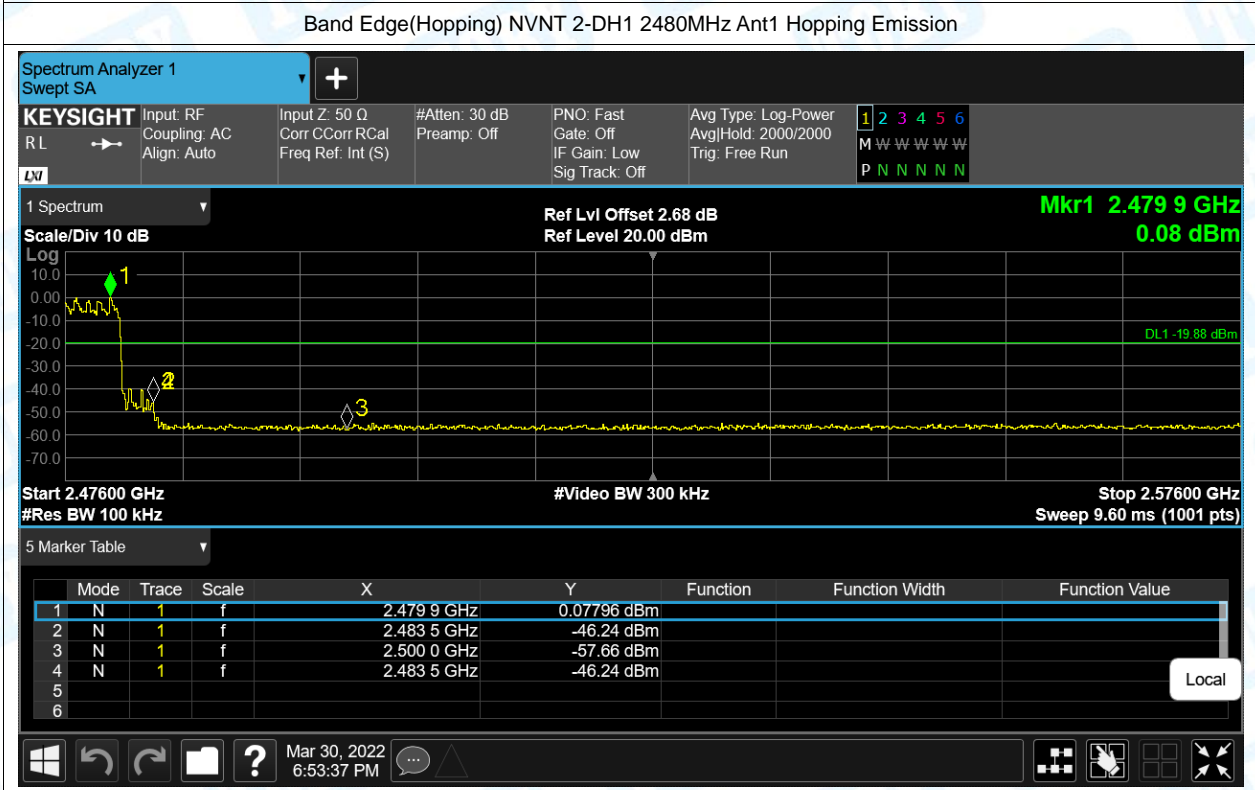 Band Edge(Hopping) NVNT 2-DH1 2480MHz Ant1 Hopping Emission
Spectrum Analyzer 1
Swept SA
KEYSIGHT
RL
LXI
Input: RF
Coupling: AC
Align: Auto
Input Z: 50 Ω
Corr CCorr RCal
Freq Ref: Int (S)
#Atten: 30 dB
Preamp: Off
PNO: Fast
Gate: Off
IF Gain: Low
Sig Track: Off
Avg Type: Log-Power
Avg|Hold: 2000/2000
Trig: Free Run
1 2 3 4 5 6
M W W W W W
P N N N N N
1 Spectrum
Scale/Div 10 dB
Ref Lvl Offset 2.68 dB
Ref Level 20.00 dBm
Mkr1 2.479 9 GHz
0.08 dBm
Log
10.0
0.00
-10.0
-20.0
-30.0
-40.0
-50.0
-60.0
-70.0
1
2
3
DL1 -19.88 dBm
Start 2.47600 GHz
#Res BW 100 kHz
#Video BW 300 kHz
Stop 2.57600 GHz
Sweep 9.60 ms (1001 pts)
5 Marker Table
Mode Trace Scale X Y Function Function Width Function Value
1 N 1 f 2.479 9 GHz 0.07796 dBm
2 N 1 f 2.483 5 GHz -46.24 dBm
3 N 1 f 2.500 0 GHz -57.66 dBm
4 N 1 f 2.483 5 GHz -46.24 dBm
5
6
Local
?
Mar 30, 2022
6:53:37 PM